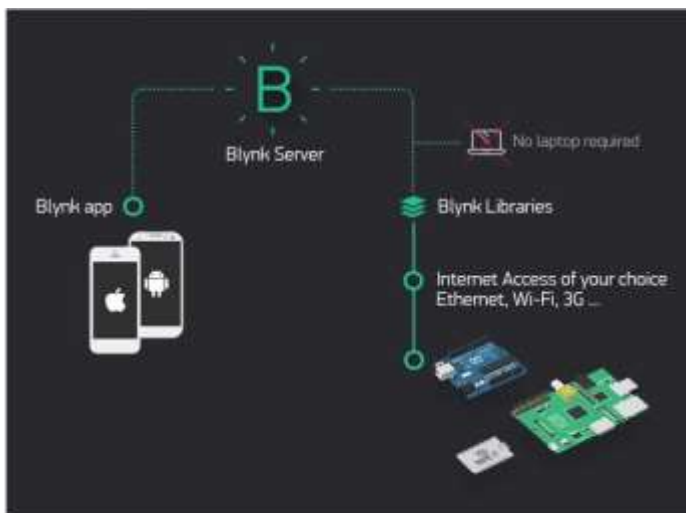 B
Blynk Server
No laptop required
Blynk app
Blynk Libraries
Internet Access of your choice
Ethernet, Wi-Fi, 3G ...